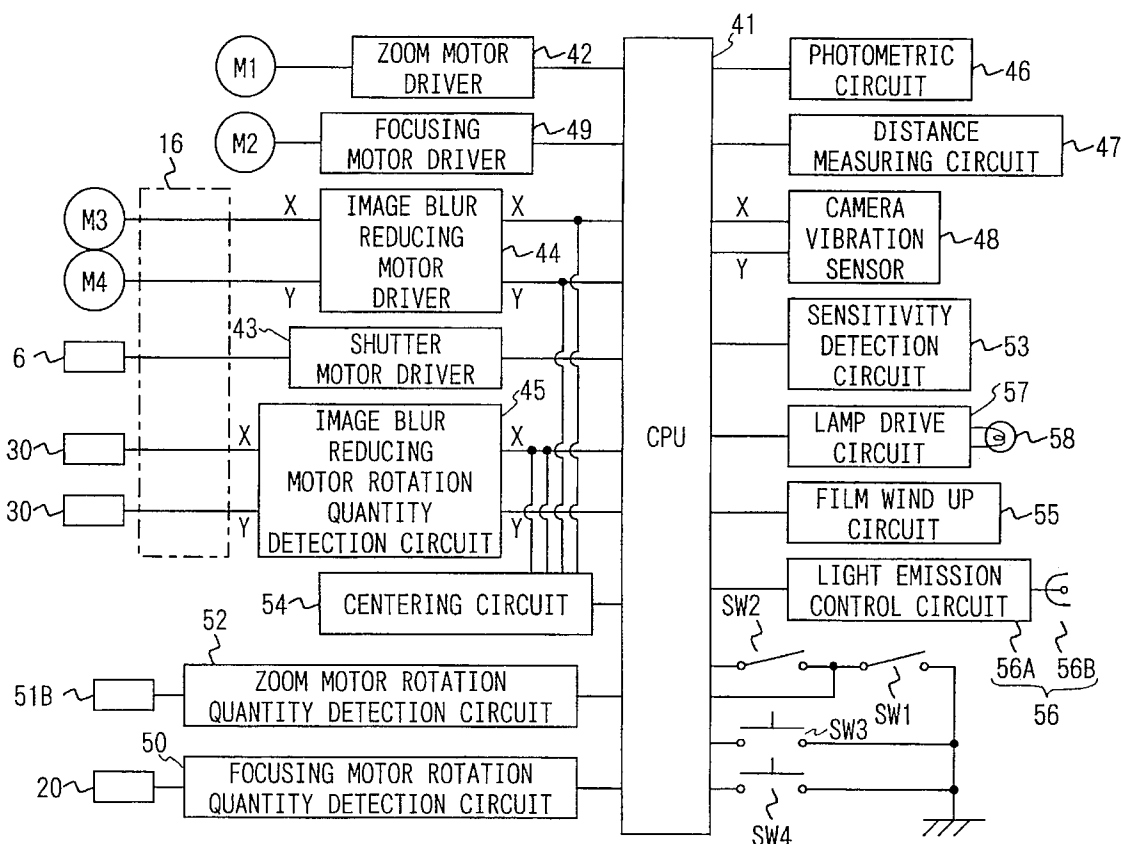 41
M1
ZOOM MOTOR
DRIVER
42
PHOTOMETRIC
CIRCUIT
46
M2
FOCUSING
MOTOR DRIVER
49
DISTANCE
MEASURING CIRCUIT
47
16
M3
M4
X
Y
IMAGE BLUR
REDUCING
MOTOR
DRIVER
X
Y
44
X
Y
CAMERA
VIBRATION
SENSOR
48
6
43
SHUTTER
MOTOR DRIVER
SENSITIVITY
DETECTION
CIRCUIT
53
30
30
X
Y
IMAGE BLUR
REDUCING
MOTOR ROTATION
QUANTITY
DETECTION CIRCUIT
45
X
Y
CPU
LAMP DRIVE
CIRCUIT
57
58
FILM WIND UP
CIRCUIT
55
54
CENTERING CIRCUIT
LIGHT EMISSION
CONTROL CIRCUIT
56A
56B
56
52
51B
ZOOM MOTOR ROTATION
QUANTITY DETECTION CIRCUIT
SW2
SW1
SW3
50
20
FOCUSING MOTOR ROTATION
QUANTITY DETECTION CIRCUIT
SW4